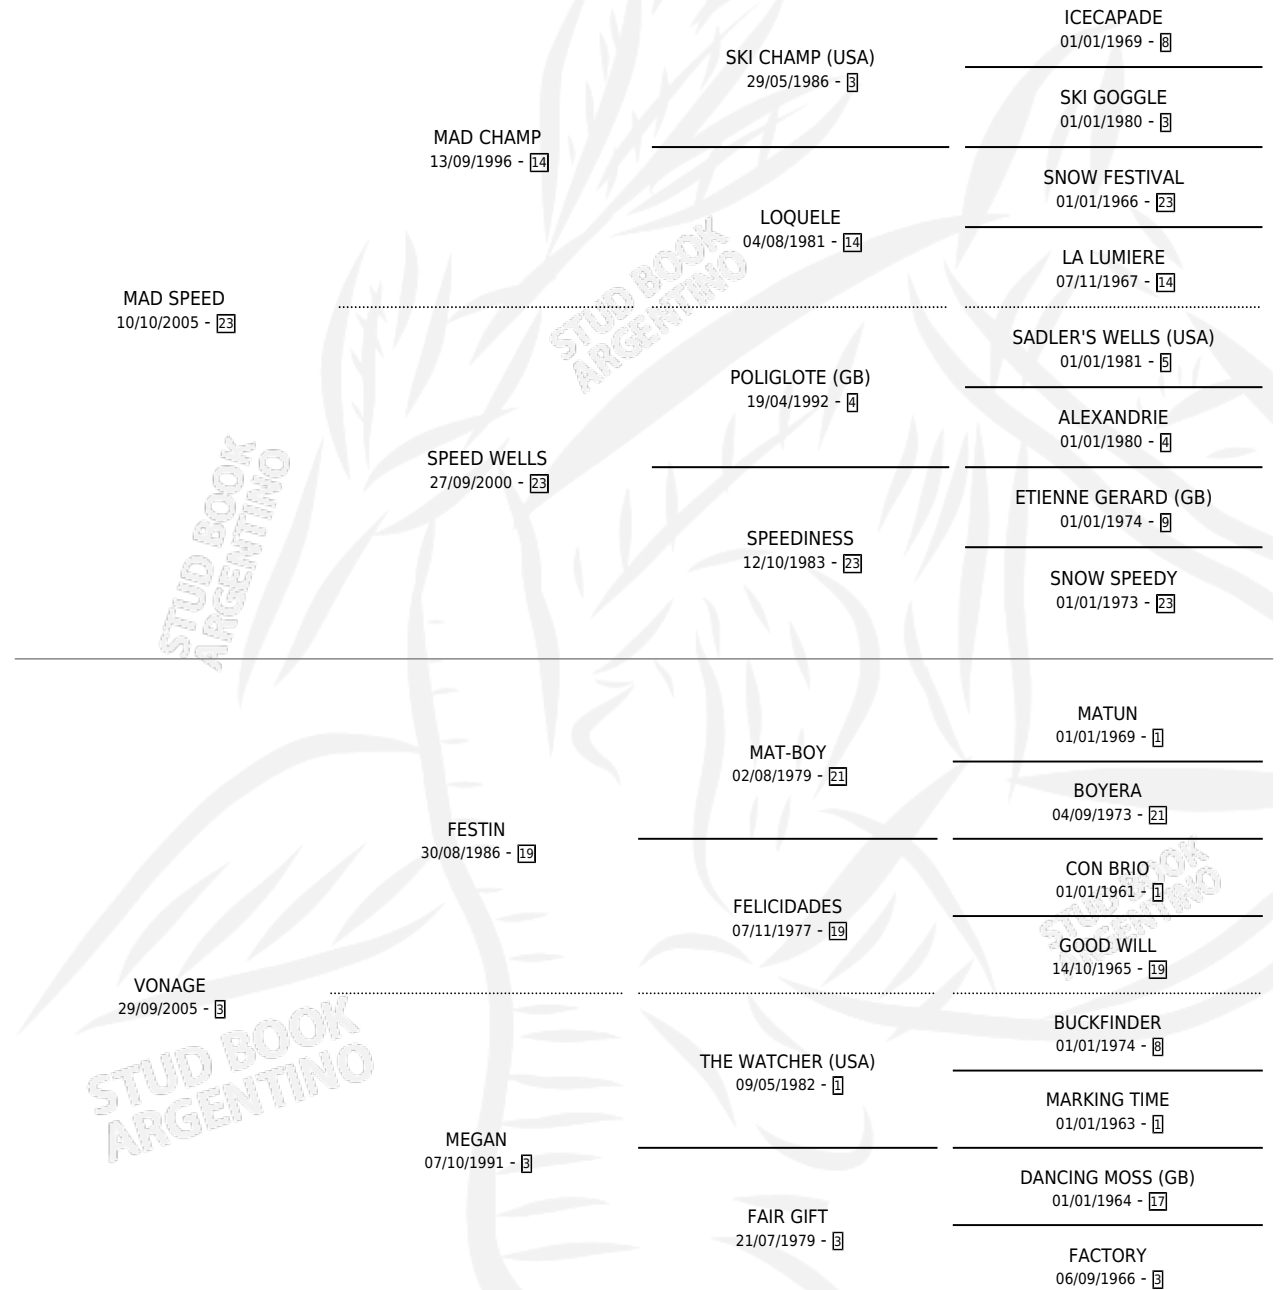 MAD SPEED
10/10/2005 - 23
MAD CHAMP
13/09/1996 - 14
SPEED WELLS
27/09/2000 - 23
SKI CHAMP (USA)
29/05/1986 - 3
LOQUELE
04/08/1981 - 14
POLIGLOTE (GB)
19/04/1992 - 4
SPEEDINESS
12/10/1983 - 23
ICECAPADE
01/01/1969 - 8
SKI GOGGLE
01/01/1980 - 3
SNOW FESTIVAL
01/01/1966 - 23
LA LUMIERE
07/11/1967 - 14
SADLER'S WELLS (USA)
01/01/1981 - 5
ALEXANDRIE
01/01/1980 - 4
ETIENNE GERARD (GB)
01/01/1974 - 9
SNOW SPEEDY
01/01/1973 - 23
VONAGE
29/09/2005 - 3
FESTIN
30/08/1986 - 19
MEGAN
07/10/1991 - 3
MAT-BOY
02/08/1979 - 21
FELICIDADES
07/11/1977 - 19
THE WATCHER (USA)
09/05/1982 - 1
FAIR GIFT
21/07/1979 - 3
MATUN
01/01/1969 - 1
BOYERA
04/09/1973 - 21
CON BRIO
01/01/1961 - 1
GOOD WILL
14/10/1965 - 19
BUCKFINDER
01/01/1974 - 8
MARKING TIME
01/01/1963 - 1
DANCING MOSS (GB)
01/01/1964 - 17
FACTORY
06/09/1966 - 3
STUD BOOK
ARGENTINO
STUD BOOK
ARGENTINO
STUD BOOK
ARGENTINO
STUD BOOK
ARGENTINO